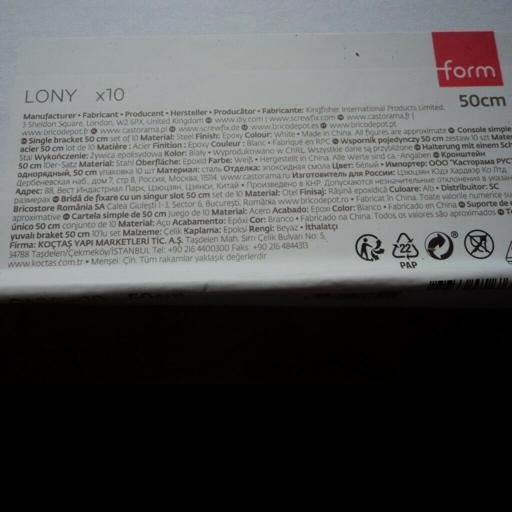 form
LONY x10
50cm
Manufacturer • Fabricant • Producent • Hersteller • Producător • Fabricante: Kingfisher International Products Limited,
3 Sheldon Square, London, W2 6PX, United Kingdom www.diy.com | www.screwfix.com www.castorama.fr |
www.bricodepot.fr www.castorama.pl www.screwfix.de www.bricodepot.es www.bricodepot.pt
Single bracket 50 cm set of 10 Material: Steel Finish: Epoxy Colour: White • Made in China. All figures are approximate Console simple
acier 50 cm lot de 10 Matière: Acier Finition: Epoxy Couleur: Blanc • Fabriqué en RPC Wspornik pojedynczy 50 cm zestaw 10 szt Mater
Stal Wykończenie: Żywica epoksydowa Kolor: Biały • Wyprodukowano w ChRL. Wszystkie dane są przybliżone Halterung mit einem Sch
50 cm 10er-Satz Material: Stahl Oberfläche: Epoxid Farbe: Weiß • Hergestellt in China. Alle Werte sind ca.-Angaben Кронштейн
однорядный, 50 см упаковка 10 шт Материал: сталь Отделка: эпоксидная смола Цвет: белый • Импортер: ООО "Касторама РУС
Дербеневская наб., дом 7, стр 8, Россия, Москва, 115114. www.castorama.ru Изготовитель для России: Цзюцзян Юдз Хардвэр Ко Лтд
Адрес: 88, Вест Индастриал Парк, Цзюцзян, Цзянси, Китай • Произведено в КНР. Допускаются незначительные отклонения в указан
размерах Bridă de fixare cu un singur slot 50 cm set de 10 Material: Oțel Finisaj: Rășină epoxidică Culoare: Alb • Distribuitor: SC
Bricostore România SA Calea Giulești 1-3, Sector 6, București, România www.bricodepot.ro • Fabricat în China. Toate valorile numerice su
aproximative Cartela simple de 50 cm juego de 10 Material: Acero Acabado: Epoxi Color: Blanco • Fabricado en China Suporte de
único 50 cm conjunto de 10 Material: Aço Acabamento: Epóxi Cor: Branco • Fabricado na China. Todos os valores são aproximados T
yuvalı braket 50 cm 10'lu set Malzeme: Çelik Kaplama: Epoksi Rengi: Beyaz • İthalatçı
Firma: KOÇTAŞ YAPI MARKETLERİ TİC. A.Ş. Taşdelen Mah. Sırrı Çelik Bulvarı No: 5,
34788 Taşdelen/Çekmeköy/İSTANBUL Tel: +90 216 4300300 Faks: +90 216 4844313
www.koctas.com.tr • Menşei: Çin. Tüm rakamlar yaklaşık değerlerdir
22
PAP